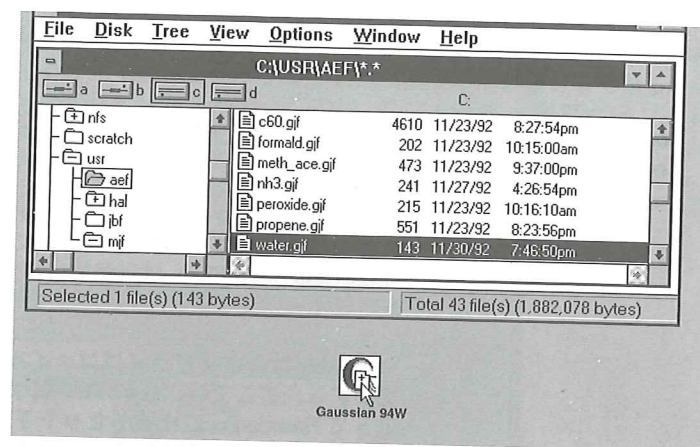 File Disk Tree View Options Window Help
C:\USR\AEF\*.*
a b c d C:
nfs
scratch
usr
aef
hal
jbf
mjf
c60.gjf 4610 11/23/92 8:27:54pm
formald.gjf 202 11/23/92 10:15:00am
meth_ace.gjf 473 11/23/92 9:37:00pm
nh3.gjf 241 11/27/92 4:26:54pm
peroxide.gjf 215 11/23/92 10:16:10am
propene.gjf 551 11/23/92 8:23:56pm
water.gjf 143 11/30/92 7:46:50pm
Selected 1 file(s) (143 bytes) Total 43 file(s) (1,882,078 bytes)
Gaussian 94W